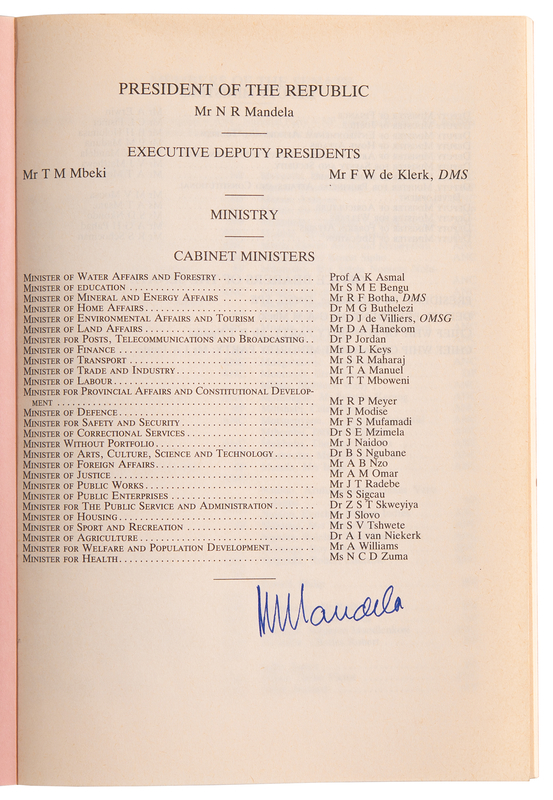 PRESIDENT OF THE REPUBLIC
Mr N R Mandela
EXECUTIVE DEPUTY PRESIDENTS
Mr T M Mbeki Mr F W de Klerk, DMS
MINISTRY
CABINET MINISTERS
MINISTER OF WATER AFFAIRS AND FORESTRY . . . . . . . . . . . . . . . . . . . Prof A K Asmal
MINISTER OF EDUCATION . . . . . . . . . . . . . . . . . . . . . . . . . . . . . . . . . . Mr S M E Bengu
MINISTER OF MINERAL AND ENERGY AFFAIRS . . . . . . . . . . . . . . . . . Mr R F Botha, DMS
MINISTER OF HOME AFFAIRS . . . . . . . . . . . . . . . . . . . . . . . . . . . . . . . Dr M G Buthelezi
MINISTER OF ENVIRONMENTAL AFFAIRS AND TOURISM . . . . . . . . . . Dr D J de Villiers, OMSG
MINISTER OF LAND AFFAIRS . . . . . . . . . . . . . . . . . . . . . . . . . . . . . . . Mr D A Hanekom
MINISTER FOR POSTS, TELECOMMUNICATIONS AND BROADCASTING . . Dr P Jordan
MINISTER OF FINANCE . . . . . . . . . . . . . . . . . . . . . . . . . . . . . . . . . . . . Mr D L Keys
MINISTER OF TRANSPORT . . . . . . . . . . . . . . . . . . . . . . . . . . . . . . . . . . Mr S R Maharaj
MINISTER OF TRADE AND INDUSTRY . . . . . . . . . . . . . . . . . . . . . . . . . Mr T A Manuel
MINISTER OF LABOUR . . . . . . . . . . . . . . . . . . . . . . . . . . . . . . . . . . . . . Mr T T Mboweni
MINISTER FOR PROVINCIAL AFFAIRS AND CONSTITUTIONAL DEVELOP-
MENT . . . . . . . . . . . . . . . . . . . . . . . . . . . . . . . . . . . . . . . . . . . . . . . . Mr R P Meyer
MINISTER OF DEFENCE . . . . . . . . . . . . . . . . . . . . . . . . . . . . . . . . . . . . Mr J Modise
MINISTER FOR SAFETY AND SECURITY . . . . . . . . . . . . . . . . . . . . . . . . Mr F S Mufamadi
MINISTER OF CORRECTIONAL SERVICES . . . . . . . . . . . . . . . . . . . . . . . Dr S E Mzimela
MINISTER WITHOUT PORTFOLIO . . . . . . . . . . . . . . . . . . . . . . . . . . . . . Mr J Naidoo
MINISTER OF ARTS, CULTURE, SCIENCE AND TECHNOLOGY . . . . . . . . Dr B S Ngubane
MINISTER OF FOREIGN AFFAIRS . . . . . . . . . . . . . . . . . . . . . . . . . . . . . Mr A B Nzo
MINISTER OF JUSTICE . . . . . . . . . . . . . . . . . . . . . . . . . . . . . . . . . . . . . Mr A M Omar
MINISTER OF PUBLIC WORKS . . . . . . . . . . . . . . . . . . . . . . . . . . . . . . . Mr J T Radebe
MINISTER OF PUBLIC ENTERPRISES . . . . . . . . . . . . . . . . . . . . . . . . . . Ms S Sigcau
MINISTER FOR THE PUBLIC SERVICE AND ADMINISTRATION . . . . . . . . Dr Z S T Skweyiya
MINISTER OF HOUSING . . . . . . . . . . . . . . . . . . . . . . . . . . . . . . . . . . . . Mr J Slovo
MINISTER OF SPORT AND RECREATION . . . . . . . . . . . . . . . . . . . . . . . Mr S V Tshwete
MINISTER OF AGRICULTURE . . . . . . . . . . . . . . . . . . . . . . . . . . . . . . . . Dr A I van Niekerk
MINISTER FOR WELFARE AND POPULATION DEVELOPMENT . . . . . . . . . Mr A Williams
MINISTER FOR HEALTH . . . . . . . . . . . . . . . . . . . . . . . . . . . . . . . . . . . . Ms N C D Zuma
NMandela